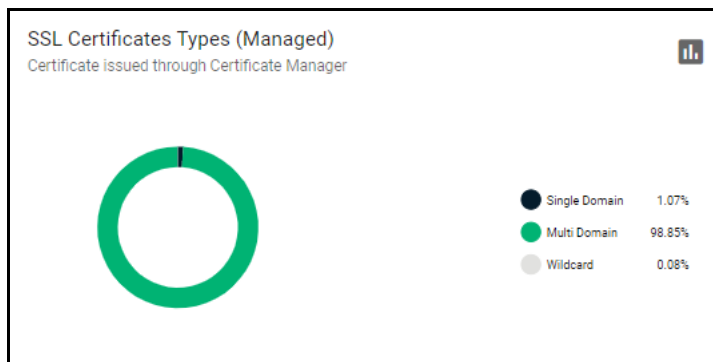 SSL Certificates Types (Managed)
Certificate issued through Certificate Manager
Single Domain 1.07%
Multi Domain 98.85%
Wildcard 0.08%